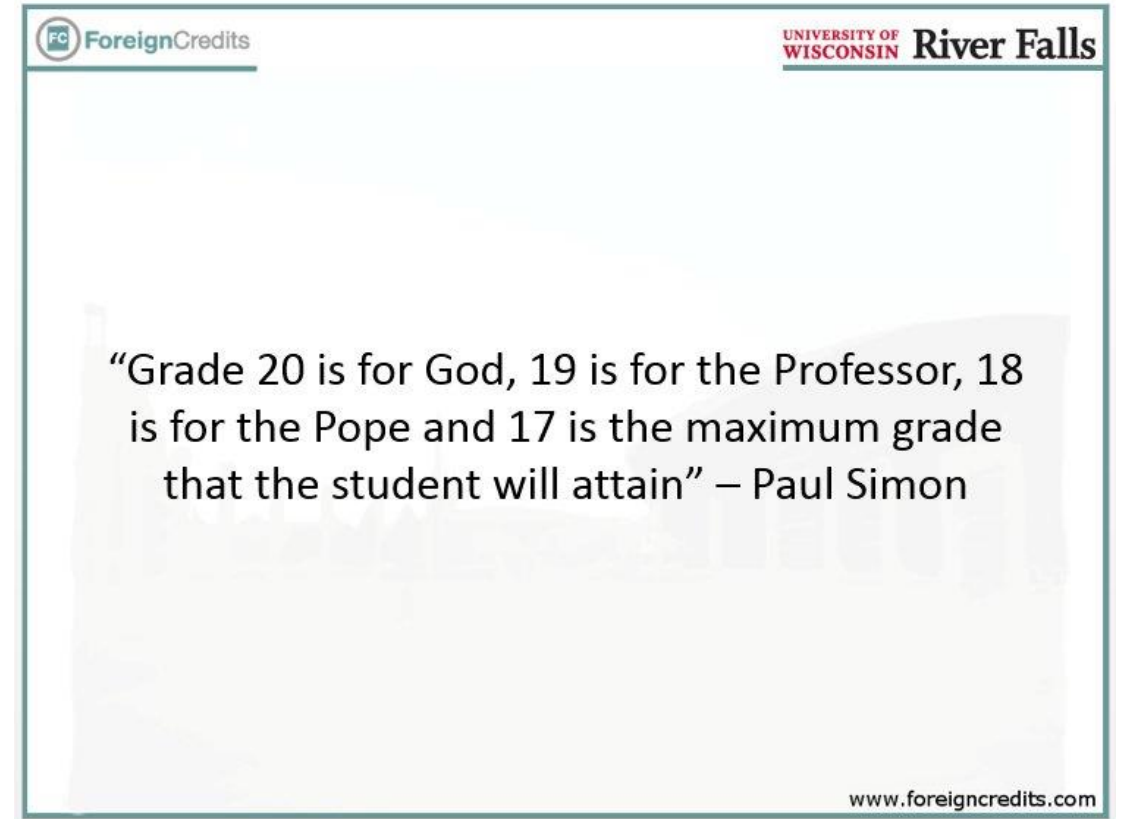 FC ForeignCredits
UNIVERSITY OF WISCONSIN River Falls
“Grade 20 is for God, 19 is for the Professor, 18
is for the Pope and 17 is the maximum grade
that the student will attain” – Paul Simon
www.foreigncredits.com